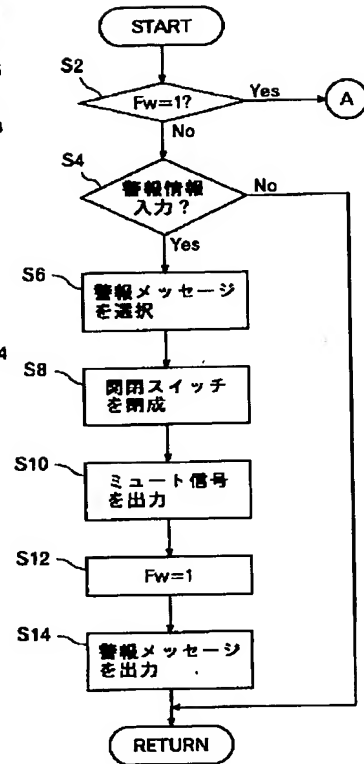 START
S2
Fw=1?
Yes
A
No
S4
警報情報
入力？
No
Yes
S6
警報メッセージ
を選択
S8
開閉スイッチ
を閉成
S10
ミュート信号
を出力
S12
Fw=1
S14
警報メッセージ
を出力
RETURN